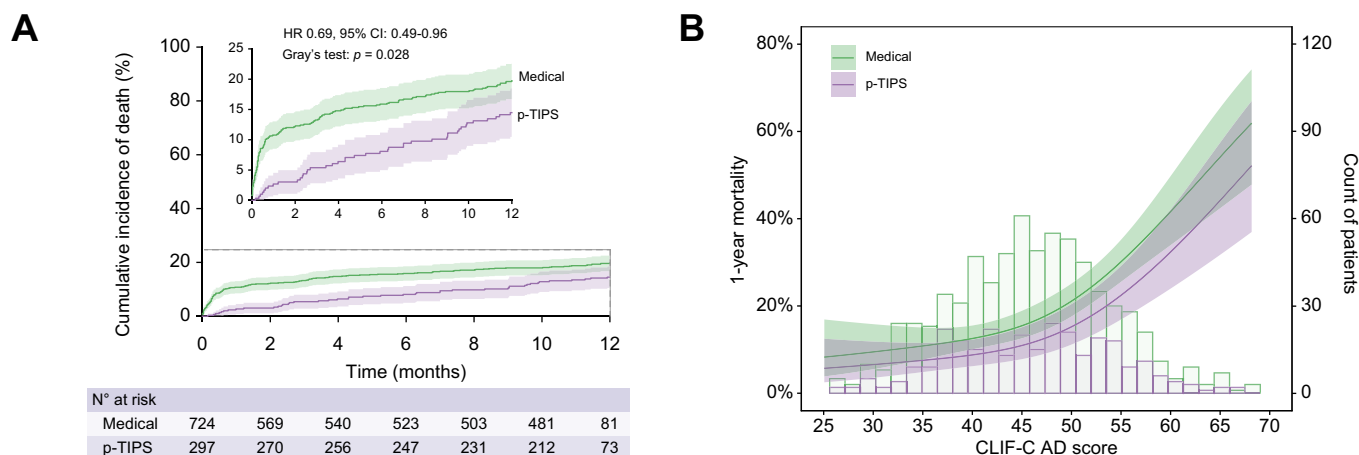 A
HR 0.69, 95% CI: 0.49-0.96
Gray's test: p = 0.028
Cumulative incidence of death (%)
100
80
60
40
20
0
25
20
15
10
5
0
0 2 4 6 8 10 12
Medical
p-TIPS
0 2 4 6 8 10 12
Time (months)
N° at risk
Medical 724 569 540 523 503 481 81
p-TIPS 297 270 256 247 231 212 73
B
Medical
p-TIPS
1-year mortality
80%
60%
40%
20%
0%
120
90
60
30
0
Count of patients
25 30 35 40 45 50 55 60 65 70
CLIF-C AD score